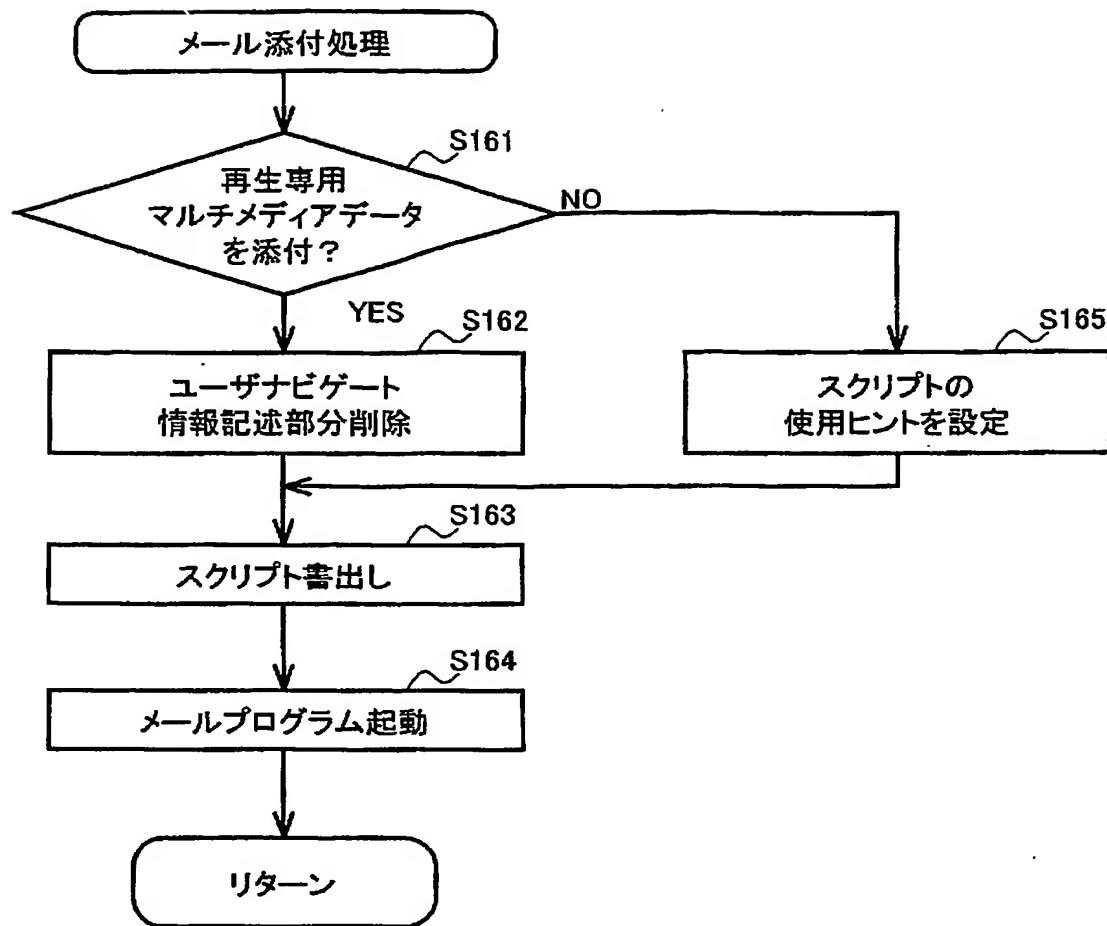 メール添付処理
S161
再生専用
マルチメディアデータ
を添付？
NO
YES
S162
S165
ユーザナビゲート
情報記述部分削除
スクリプトの
使用ヒントを設定
S163
スクリプト書出し
S164
メールプログラム起動
リターン